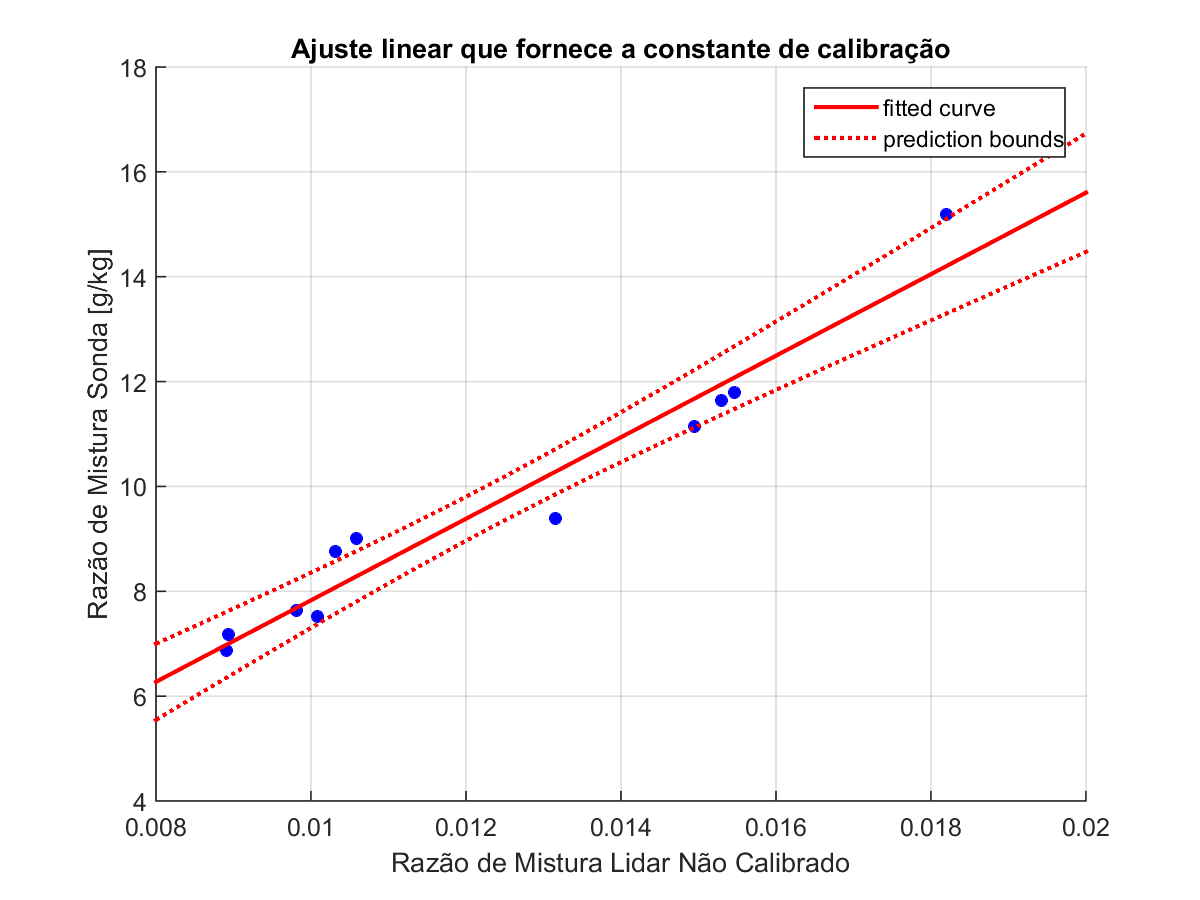 Ajuste linear que fornece a constante de calibração
fitted curve
prediction bounds
Razão de Mistura Sonda [g/kg]
18
16
14
12
10
8
6
4
0.008 0.01 0.012 0.014 0.016 0.018 0.02
Razão de Mistura Lidar Não Calibrado